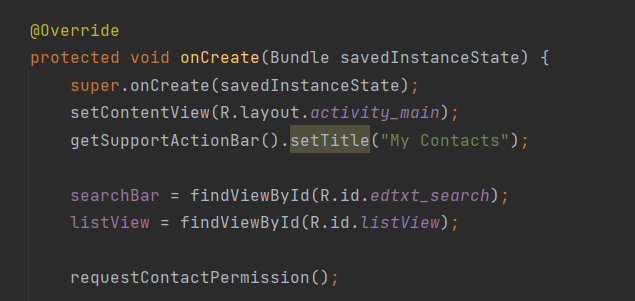 @Override
protected void onCreate(Bundle savedInstanceState) {
super.onCreate(savedInstanceState);
setContentView(R.layout.activity_main);
getSupportActionBar().setTitle("My Contacts");
searchBar = findViewById(R.id.edtxt_search);
listView = findViewById(R.id.listView);
requestContactPermission();